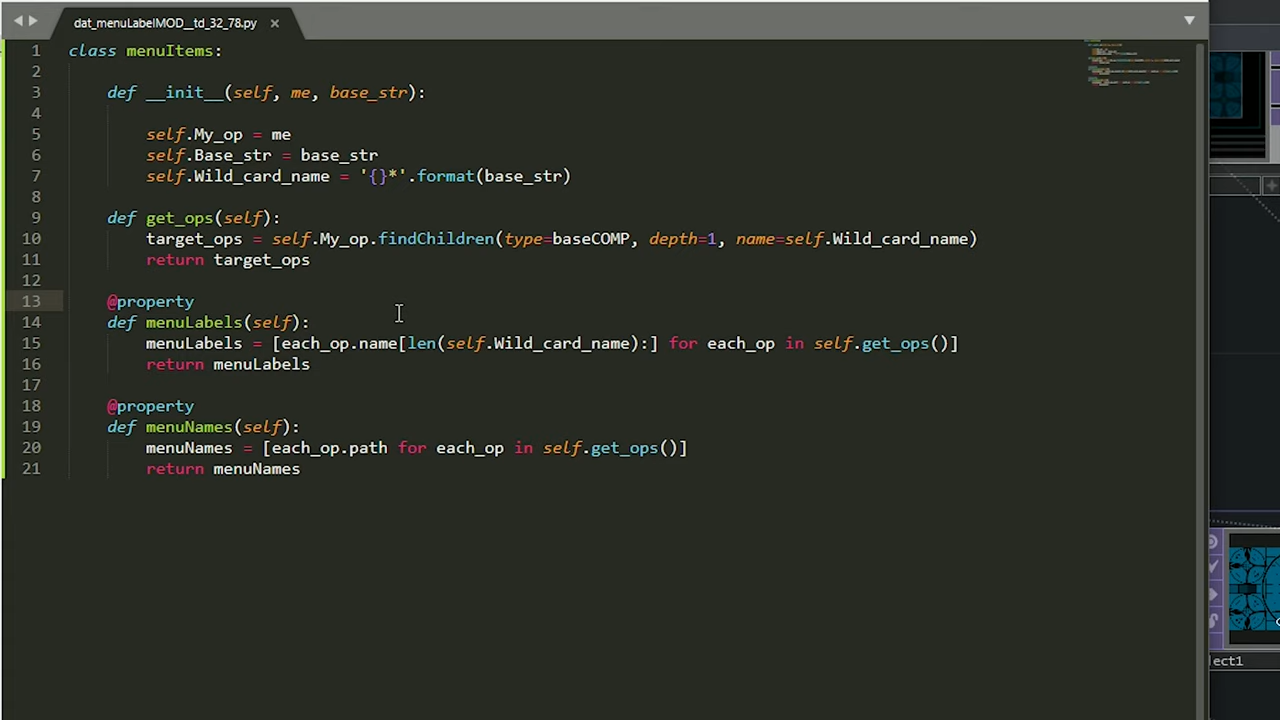 dat_menuLabelMOD__td_32_78.py ×
1 class menuItems:
2
3 def __init__(self, me, base_str):
4
5 self.My_op = me
6 self.Base_str = base_str
7 self.Wild_card_name = '{}*'.format(base_str)
8
9 def get_ops(self):
10 target_ops = self.My_op.findChildren(type=baseCOMP, depth=1, name=self.Wild_card_name)
11 return target_ops
12
13 @property
14 def menuLabels(self):
15 menuLabels = [each_op.name[len(self.Wild_card_name):] for each_op in self.get_ops()]
16 return menuLabels
17
18 @property
19 def menuNames(self):
20 menuNames = [each_op.path for each_op in self.get_ops()]
21 return menuNames
lect1